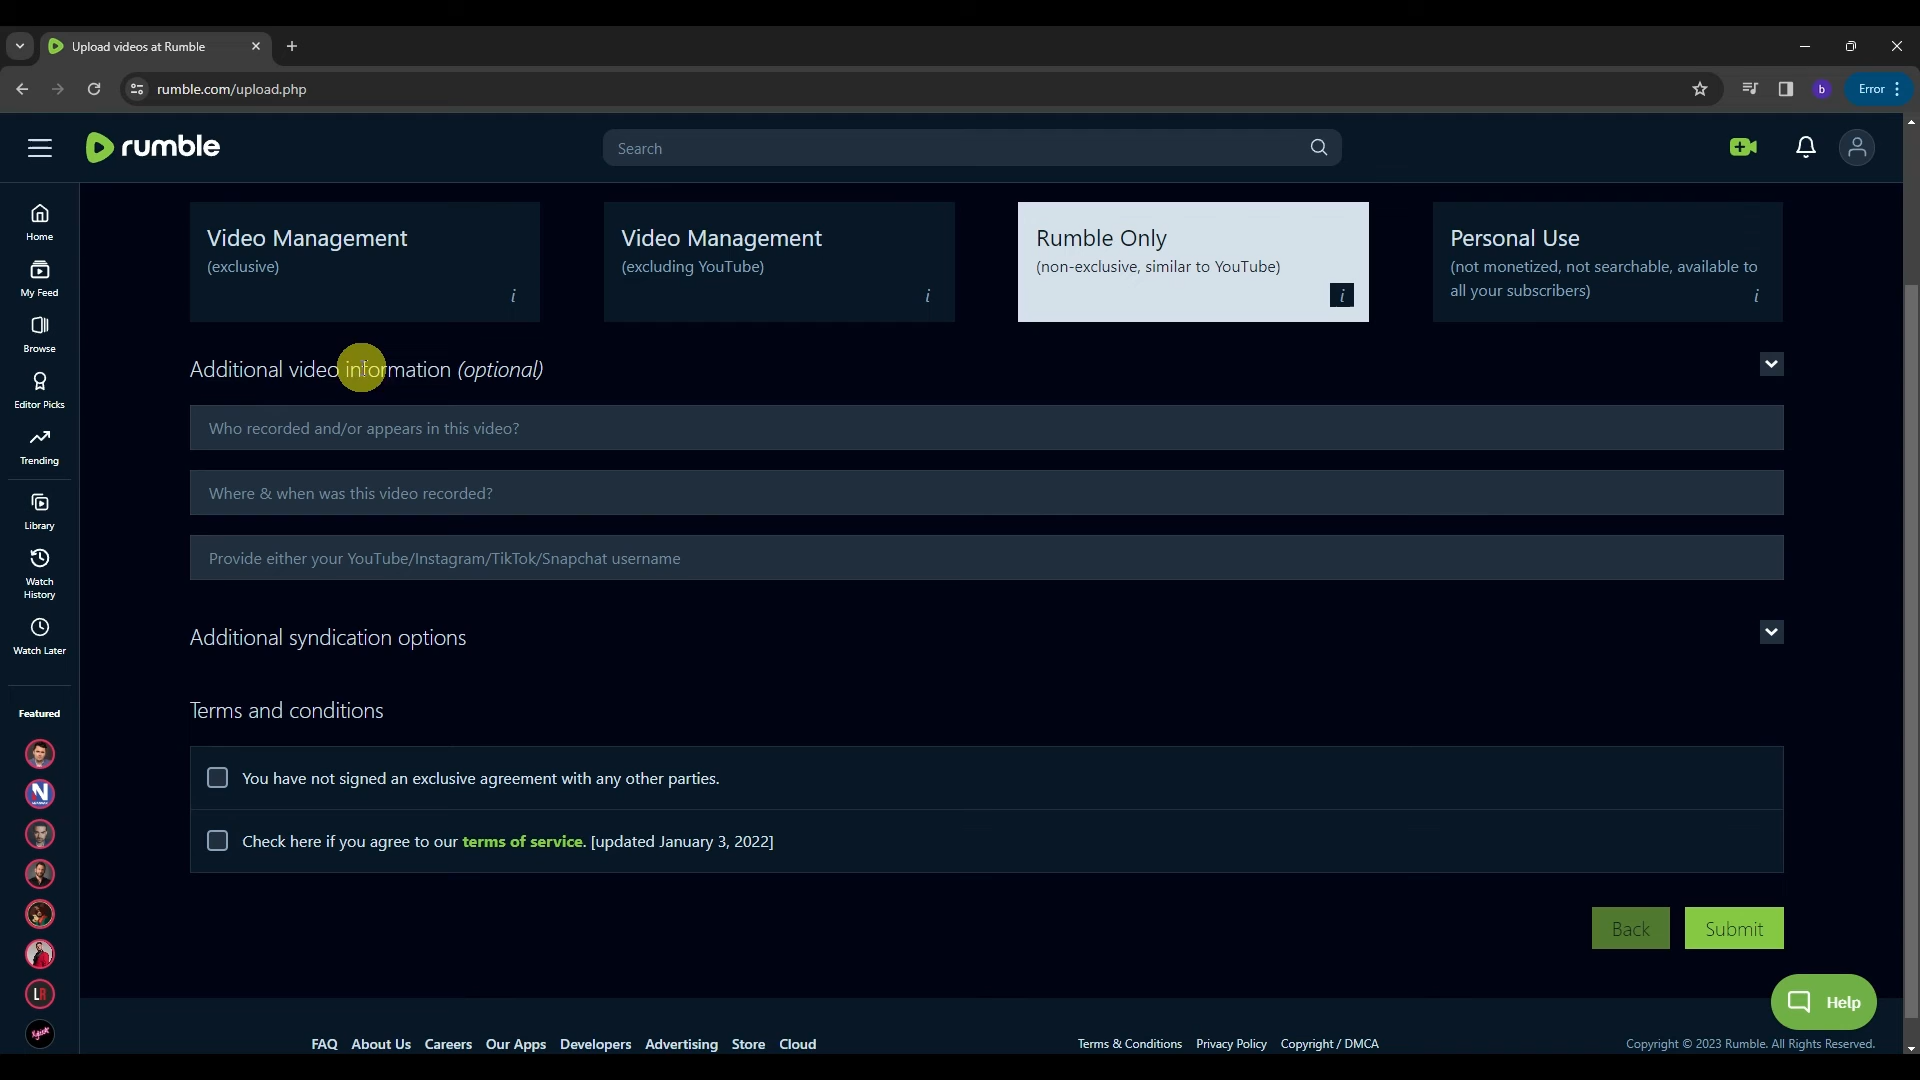 Upload videos at Rumble
rumble.com/upload.php
b
Error
rumble
Search
Home
My Feed
Browse
Editor Picks
Trending
Library
Watch
History
Watch Later
Featured
Video Management
(exclusive)
i
Video Management
(excluding YouTube)
i
Rumble Only
(non-exclusive, similar to YouTube)
i
Personal Use
(not monetized, not searchable, available to
all your subscribers)
i
Additional video information (optional)
Who recorded and/or appears in this video?
Where & when was this video recorded?
Provide either your YouTube/Instagram/TikTok/Snapchat username
Additional syndication options
Terms and conditions
You have not signed an exclusive agreement with any other parties.
Check here if you agree to our terms of service. [updated January 3, 2022]
Back
Submit
N
LR
Help
FAQ About Us Careers Our Apps Developers Advertising Store Cloud
Terms & Conditions Privacy Policy Copyright / DMCA
Copyright © 2023 Rumble. All Rights Reserved.